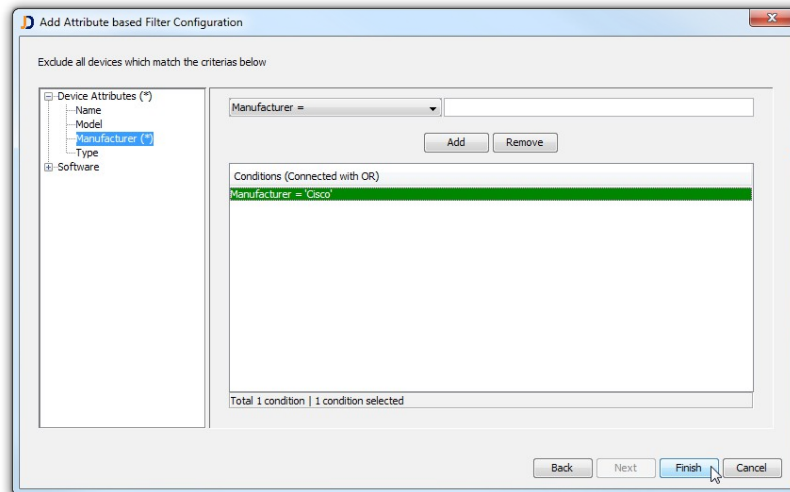 Add Attribute based Filter Configuration
Exclude all devices which match the criterias below
Device Attributes (*)
Name
Model
Manufacturer (*)
Type
Software
Manufacturer =
Add
Remove
Conditions (Connected with OR)
Manufacturer = 'Cisco'
Total 1 condition | 1 condition selected
Back
Next
Finish
Cancel